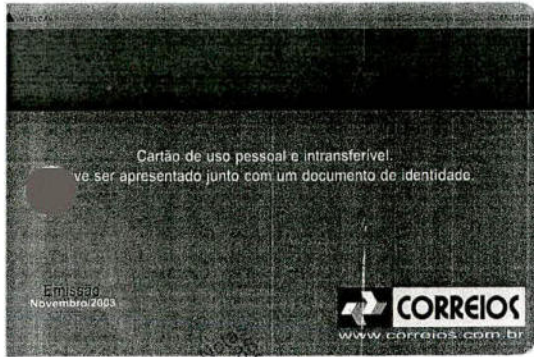 Cartão de uso pessoal e intransferível.
ve ser apresentado junto com um documento de identidade.
Emissão
Novembro/2003
CORREIOS
www.correios.com.br